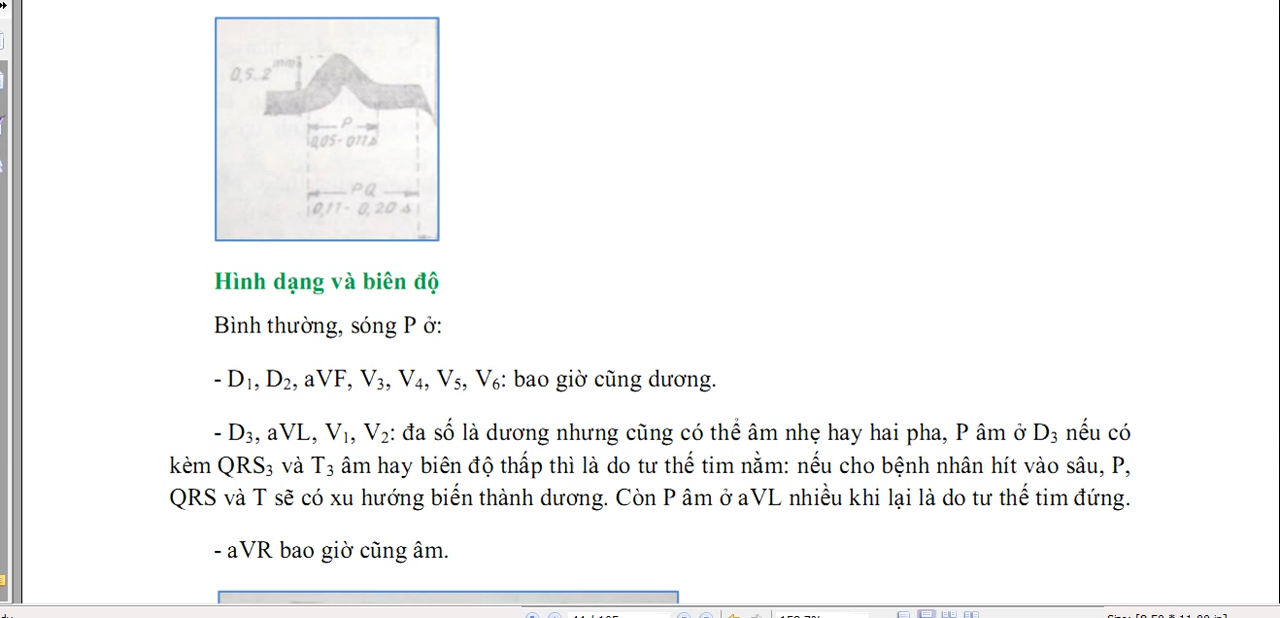 0,5-2 mm
P
0,05-011s
PQ
0,11- 0,20 s
Hình dạng và biên độ
Bình thường, sóng P ở:
- D1, D2, aVF, V3, V4, V5, V6: bao giờ cũng dương.
- D3, aVL, V1, V2: đa số là dương nhưng cũng có thể âm nhẹ hay hai pha, P âm ở D3 nếu có
kèm QRS3 và T3 âm hay biên độ thấp thì là do tư thế tim nằm: nếu cho bệnh nhân hít vào sâu, P,
QRS và T sẽ có xu hướng biến thành dương. Còn P âm ở aVL nhiều khi lại là do tư thế tim đứng.
- aVR bao giờ cũng âm.